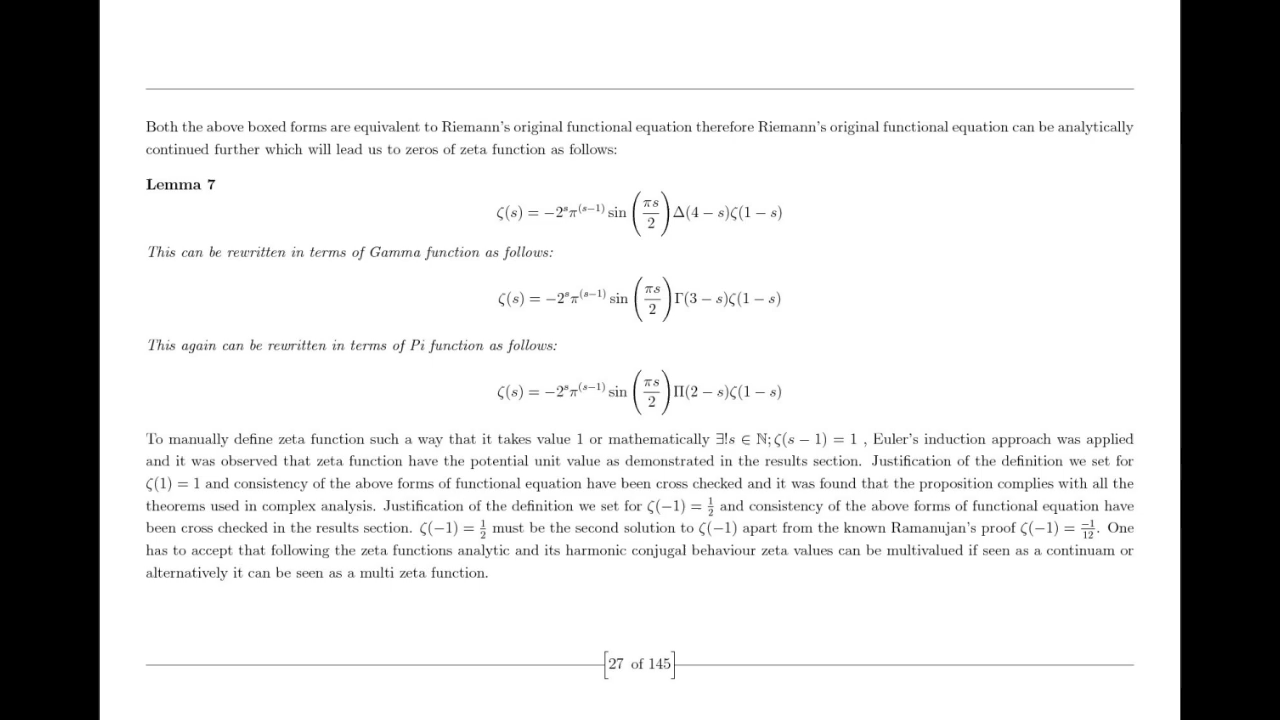 Both the above boxed forms are equivalent to Riemann's original functional equation therefore Riemann's original functional equation can be analytically
continued further which will lead us to zeros of zeta function as follows:
Lemma 7
ζ(s) = −2^s π^(s−1) sin (πs/2) Δ(4 − s)ζ(1 − s)
This can be rewritten in terms of Gamma function as follows:
ζ(s) = −2^s π^(s−1) sin (πs/2) Γ(3 − s)ζ(1 − s)
This again can be rewritten in terms of Pi function as follows:
ζ(s) = −2^s π^(s−1) sin (πs/2) Π(2 − s)ζ(1 − s)
To manually define zeta function such a way that it takes value 1 or mathematically ∃!s ∈ ℕ; ζ(s − 1) = 1 , Euler's induction approach was applied
and it was observed that zeta function have the potential unit value as demonstrated in the results section. Justification of the definition we set for
ζ(1) = 1 and consistency of the above forms of functional equation have been cross checked and it was found that the proposition complies with all the
theorems used in complex analysis. Justification of the definition we set for ζ(−1) = 1/2 and consistency of the above forms of functional equation have
been cross checked in the results section. ζ(−1) = 1/2 must be the second solution to ζ(−1) apart from the known Ramanujan's proof ζ(−1) = −1/12. One
has to accept that following the zeta functions analytic and its harmonic conjugal behaviour zeta values can be multivalued if seen as a continuam or
alternatively it can be seen as a multi zeta function.
[27 of 145]